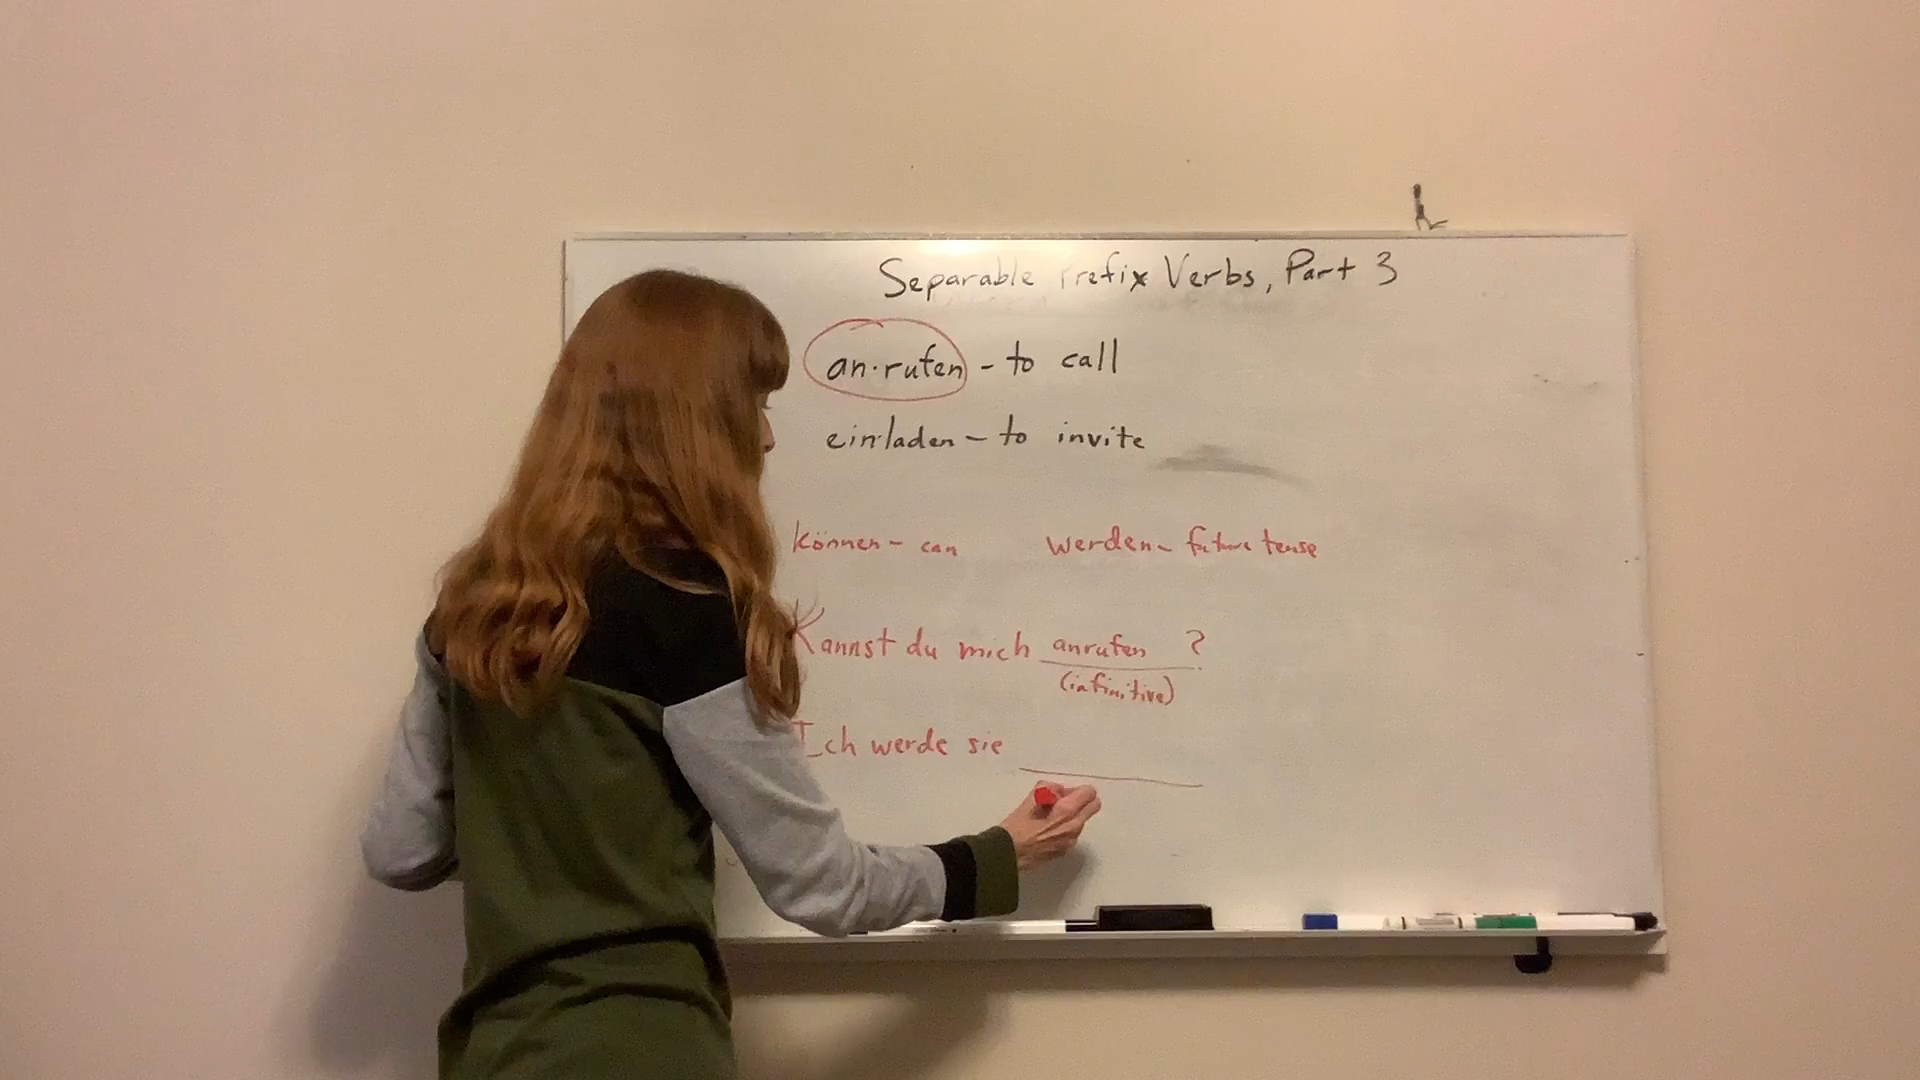 Separable Prefix Verbs, Part 3
an·rufen - to call
ein·laden - to invite
können - can werden - future tense
Kannst du mich anrufen ?
(infinitive)
Ich werde sie